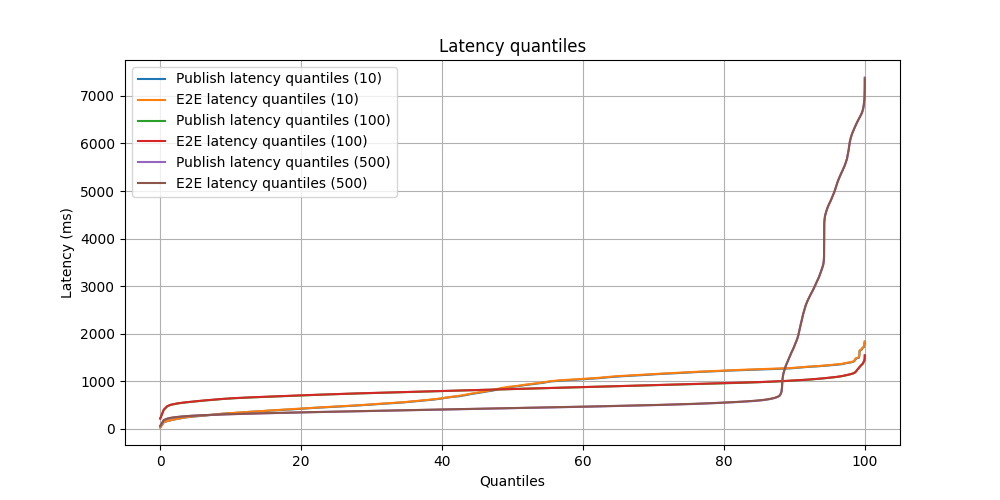 Latency quantiles
Publish latency quantiles (10)
E2E latency quantiles (10)
Publish latency quantiles (100)
E2E latency quantiles (100)
Publish latency quantiles (500)
E2E latency quantiles (500)
Latency (ms)
7000
6000
5000
4000
3000
2000
1000
0
0 20 40 60 80 100
Quantiles